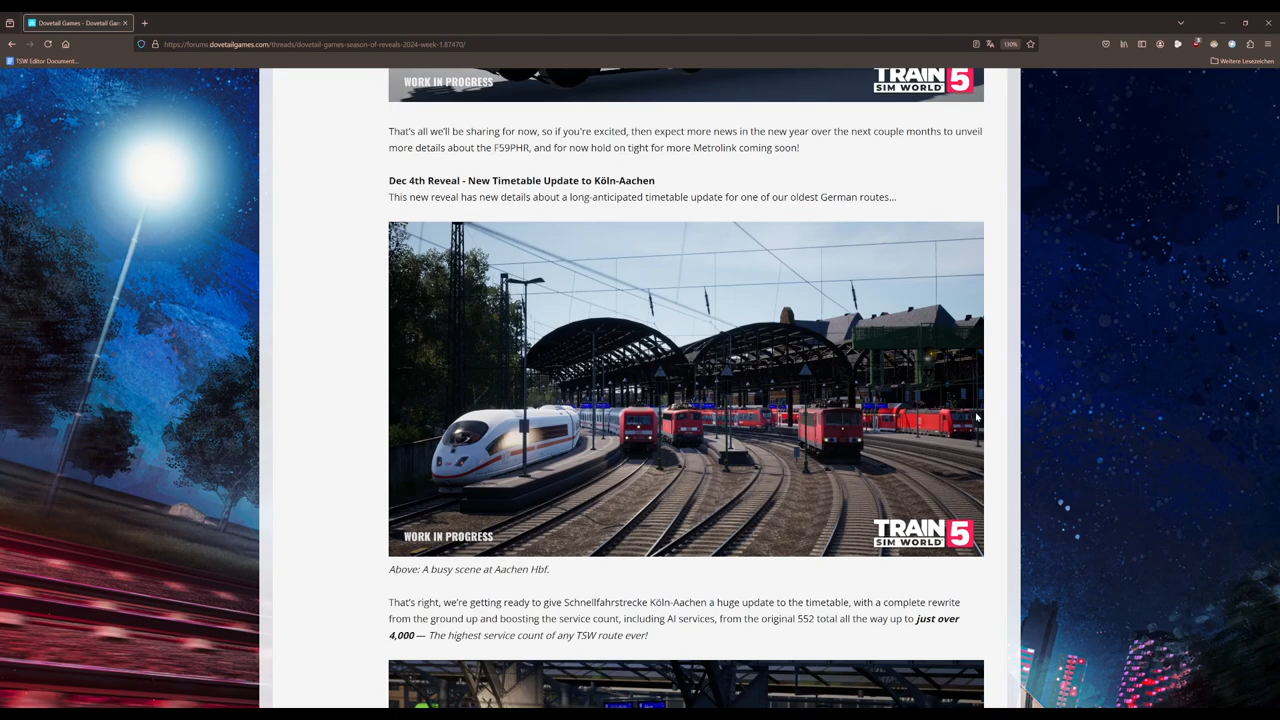 Dovetail Games - Dovetail Gam
https://forums.dovetailgames.com/threads/dovetail-games-season-of-reveals-2024-week-1.87470/
130%
TSW Editor Document...
Weitere Lesezeichen
WORK IN PROGRESS
TRAIN
SIM WORLD 5
That's all we'll be sharing for now, so if you're excited, then expect more news in the new year over the next couple months to unveil
more details about the F59PHR, and for now hold on tight for more Metrolink coming soon!
Dec 4th Reveal - New Timetable Update to Köln-Aachen
This new reveal has new details about a long-anticipated timetable update for one of our oldest German routes...
WORK IN PROGRESS
TRAIN
SIM WORLD 5
Above: A busy scene at Aachen Hbf.
That's right, we're getting ready to give Schnellfahrstrecke Köln-Aachen a huge update to the timetable, with a complete rewrite
from the ground up and boosting the service count, including AI services, from the original 552 total all the way up to just over
4,000 — The highest service count of any TSW route ever!